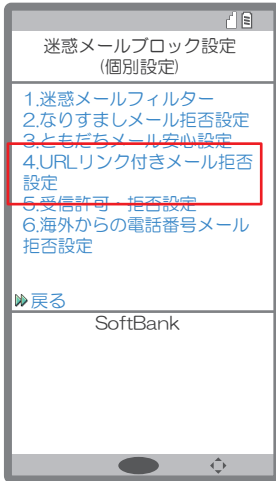 迷惑メールブロック設定
(個別設定)
1.迷惑メールフィルター
2.なりすましメール拒否設定
3.ともだちメール安心設定
4.URLリンク付きメール拒否
設定
5.受信許可・拒否設定
6.海外からの電話番号メール
拒否設定
戻る
SoftBank